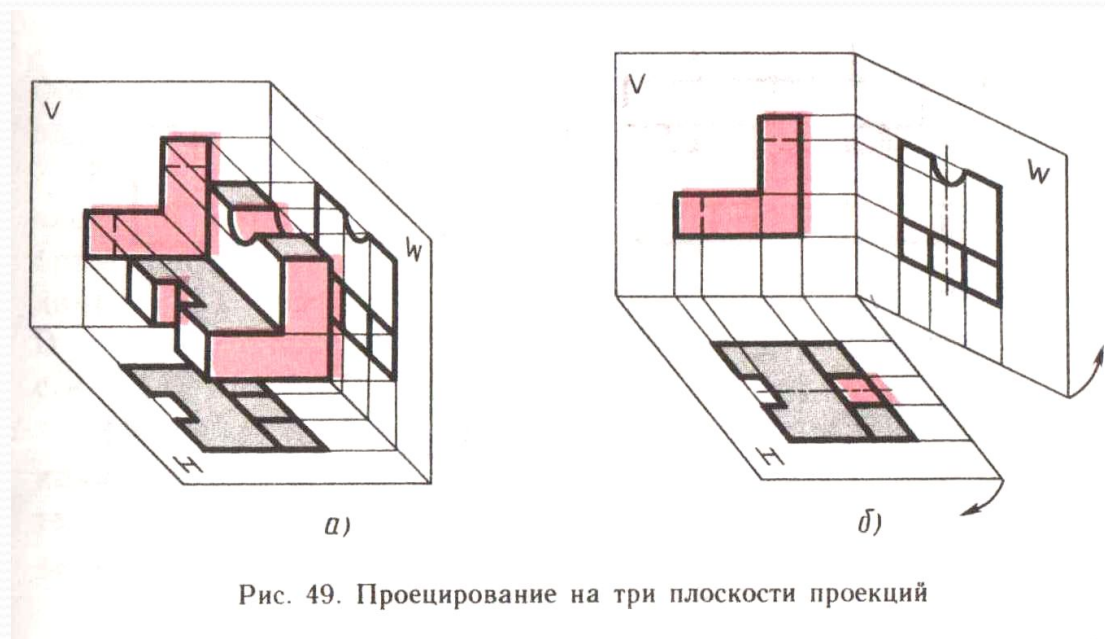 V
W
H
V
W
H
а)
б)
Рис. 49. Проецирование на три плоскости проекций